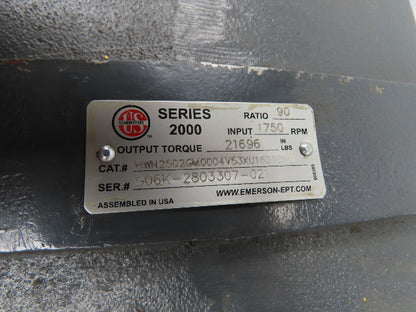 US
SERIES
2000
RATIO 90
INPUT 1750 RPM
OUTPUT TORQUE 21696 IN LBS
CAT.#
SER.# G06K-2803307-02
WWW.EMERSON-EPT.COM
ASSEMBLED IN USA